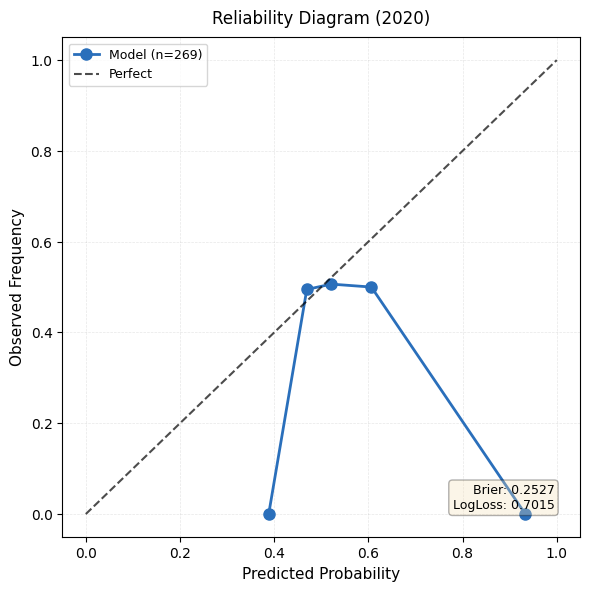 Reliability Diagram (2020)
Model (n=269)
Perfect
Observed Frequency
1.0
0.8
0.6
0.4
0.2
0.0
Brier: 0.2527
LogLoss: 0.7015
0.0 0.2 0.4 0.6 0.8 1.0
Predicted Probability